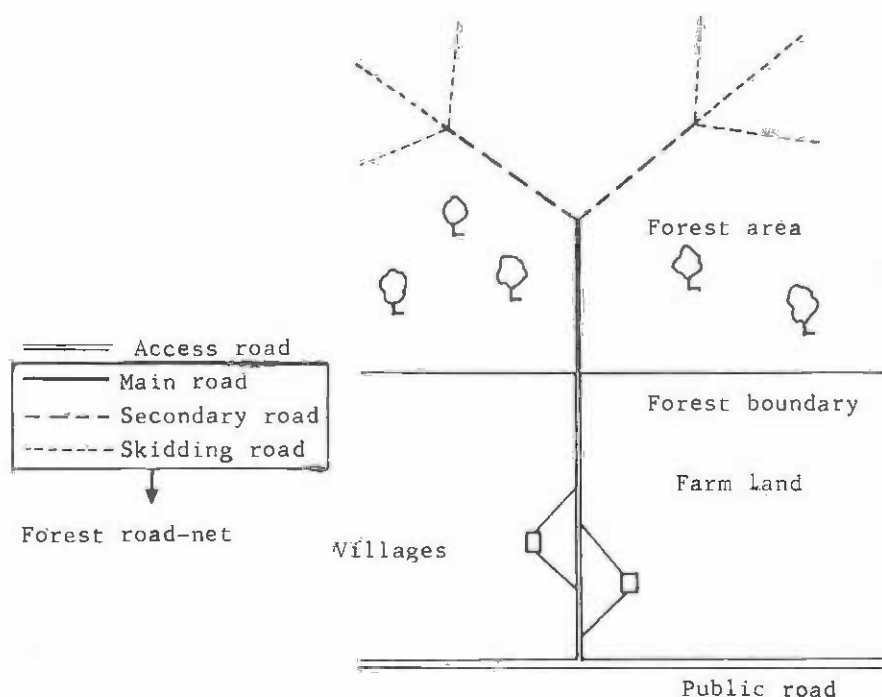 Forest area
Access road
Main road
Secondary road
Skidding road
Forest road-net
Forest boundary
Farm land
Villages
Public road